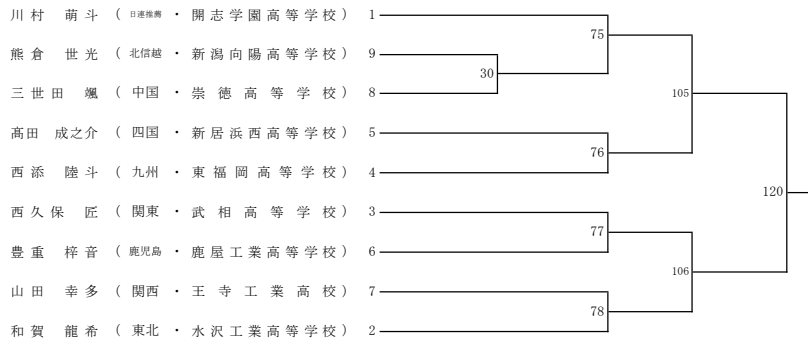 川村 萌斗 ( 日連推薦 ・ 開志学園高等学校 ) 1
75
熊倉 世光 ( 北信越 ・ 新潟向陽高等学校 ) 9
30
三世田 颯 ( 中国 ・ 崇徳高等学校 ) 8
105
髙田 成之介 ( 四国 ・ 新居浜西高等学校 ) 5
76
西添 陸斗 ( 九州 ・ 東福岡高等学校 ) 4
120
西久保 匠 ( 関東 ・ 武相高等学校 ) 3
77
豊重 梓音 ( 鹿児島 ・ 鹿屋工業高等学校 ) 6
106
山田 幸多 ( 関西 ・ 王寺工業高校 ) 7
78
和賀 龍希 ( 東北 ・ 水沢工業高等学校 ) 2